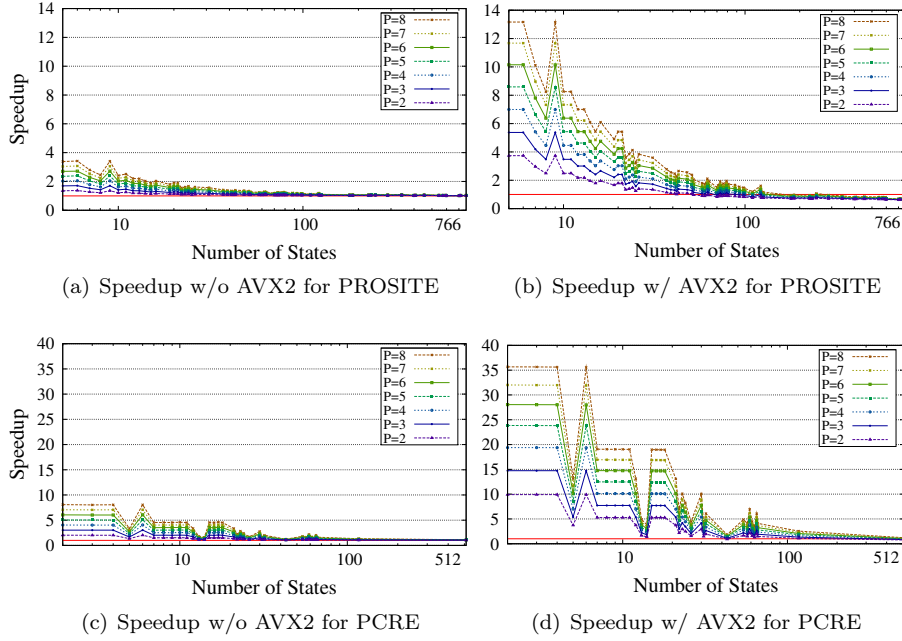 14
12
10
8
6
4
2
0
Speedup
P=8
P=7
P=6
P=5
P=4
P=3
P=2
10
100
766
Number of States
(a) Speedup w/o AVX2 for PROSITE
14
12
10
8
6
4
2
0
P=8
P=7
P=6
P=5
P=4
P=3
P=2
10
100
766
Number of States
(b) Speedup w/ AVX2 for PROSITE
40
35
30
25
20
15
10
5
0
Speedup
P=8
P=7
P=6
P=5
P=4
P=3
P=2
10
100
512
Number of States
(c) Speedup w/o AVX2 for PCRE
40
35
30
25
20
15
10
5
0
P=8
P=7
P=6
P=5
P=4
P=3
P=2
10
100
512
Number of States
(d) Speedup w/ AVX2 for PCRE